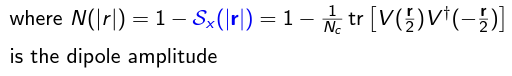 where N(|r|) = 1 − 𝒮ₓ(|𝐫|) = 1 − 1/N_c tr [V(𝐫/2)V†(−𝐫/2)]
is the dipole amplitude